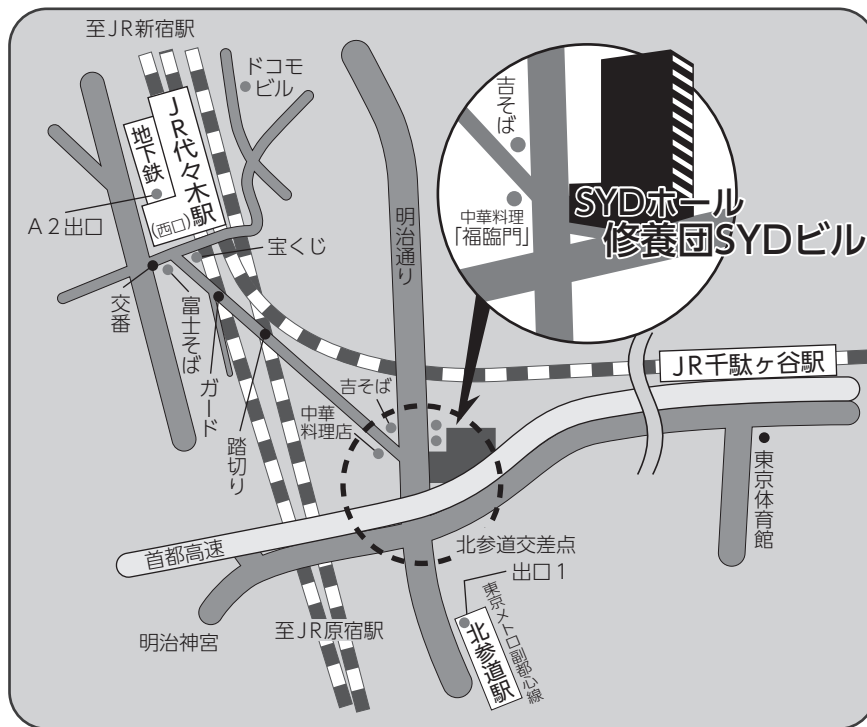 至JR新宿駅
ドコモ
ビル
JR代々木駅
(西口)
地下鉄
A2出口
宝くじ
交番
富士そば
ガード
踏切り
明治通り
吉そば
中華料理
「福臨門」
SYDホール
修養団SYDビル
JR千駄ヶ谷駅
吉そば
中華
料理店
東京体育館
首都高速
北参道交差点
出口1
東京メトロ副都心線
北参道駅
至JR原宿駅
明治神宮